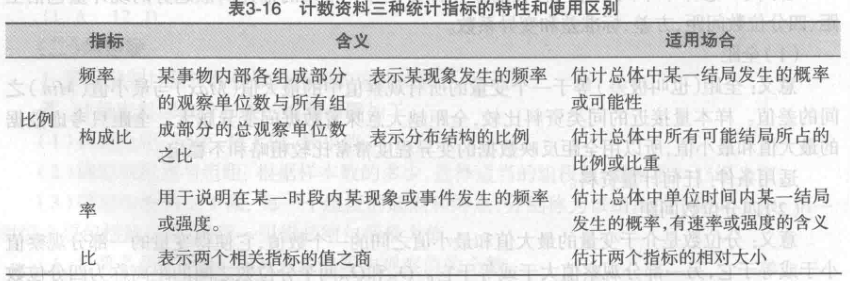 表3-16 计数资料三种统计指标的特性和使用区别
指标 含义 适用场合
频率 某事物内部各组成部分 表示某现象发生的频率 估计总体中某一结局发生的概率
的观察单位数与所有组 或可能性
比例
构成比 成部分的总观察单位数 表示分布结构的比例 估计总体中所有可能结局所占的
之比 比例或比重
率 用于说明在某一时段内某现象或事件发生的频率 估计总体中单位时间内某一结局
或强度。 发生的概率,有速率或强度的含义
比 表示两个相关指标的值之商 估计两个指标的相对大小